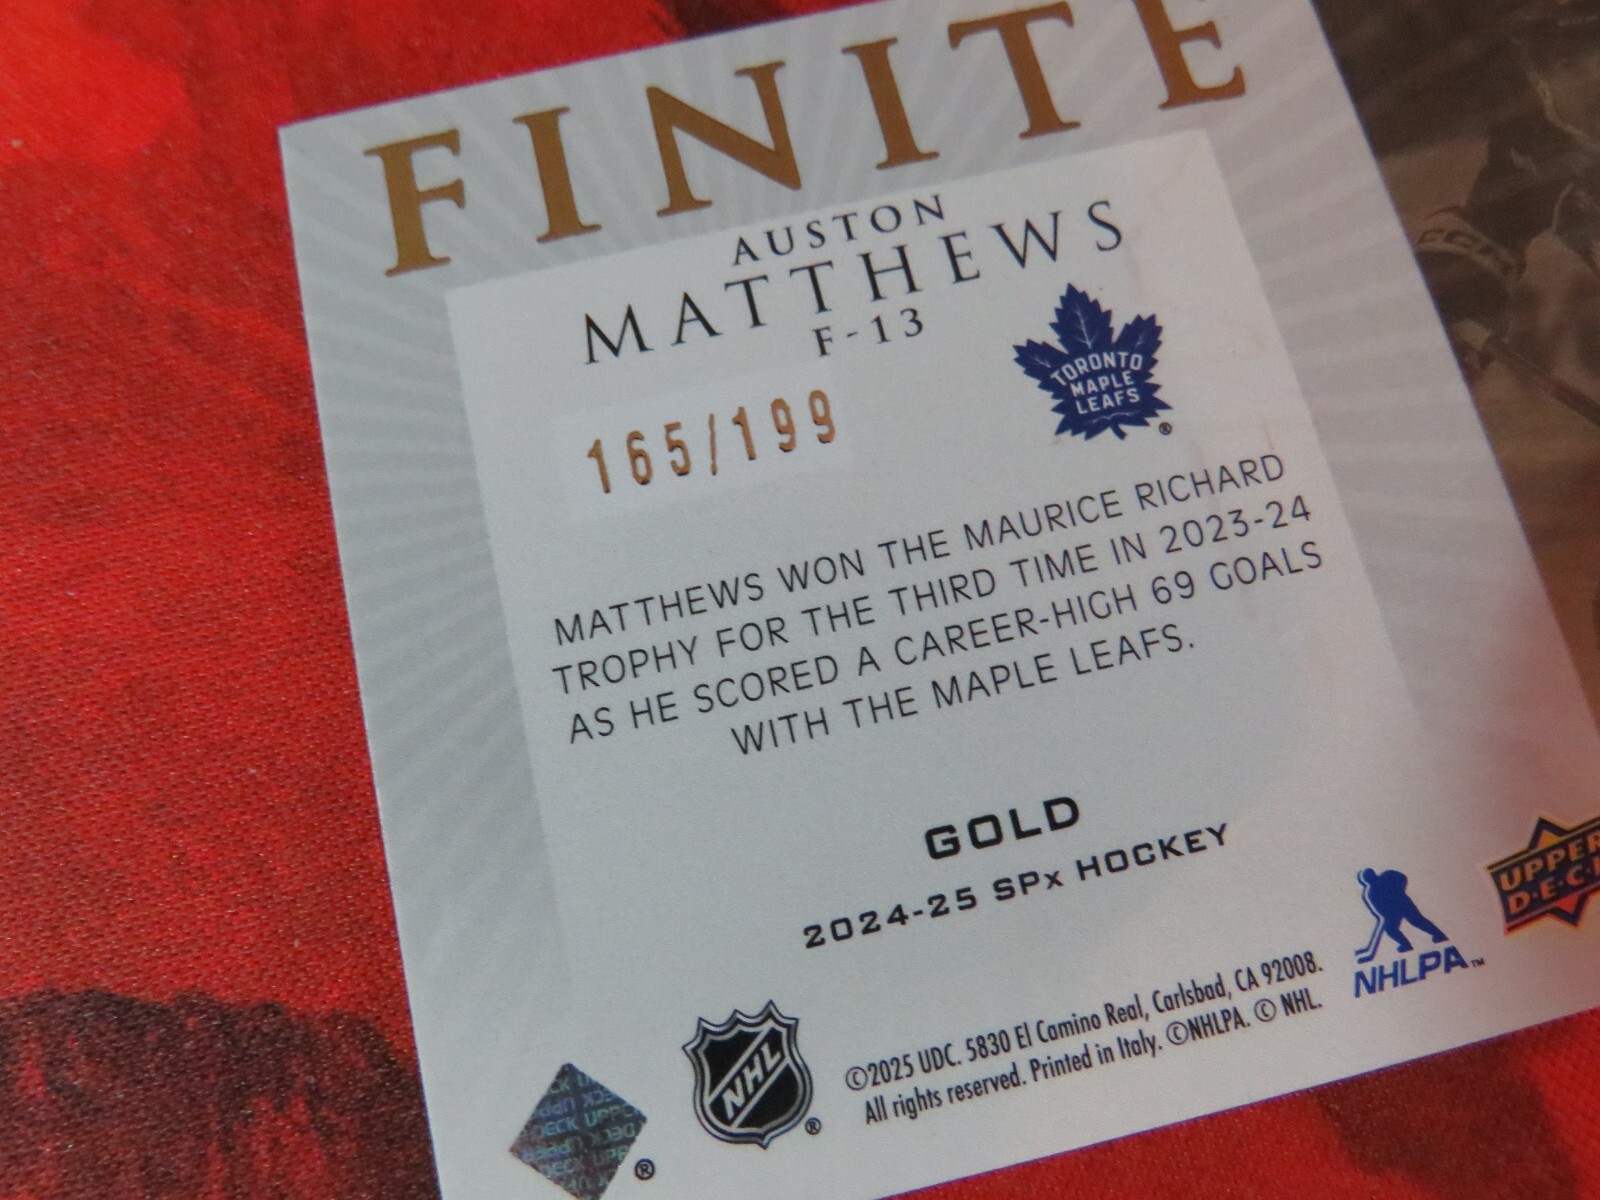 FINITE
AUSTON
MATTHEWS
F-13
TORONTO
MAPLE
LEAFS
®
165/199
MATTHEWS WON THE MAURICE RICHARD
TROPHY FOR THE THIRD TIME IN 2023-24
AS HE SCORED A CAREER-HIGH 69 GOALS
WITH THE MAPLE LEAFS.
GOLD
2024-25 SPx HOCKEY
UPPER
NHLPA™
NHL
®
©2025 UDC. 5830 El Camino Real, Carlsbad, CA 92008.
All rights reserved. Printed in Italy. ©NHLPA. © NHL.
®